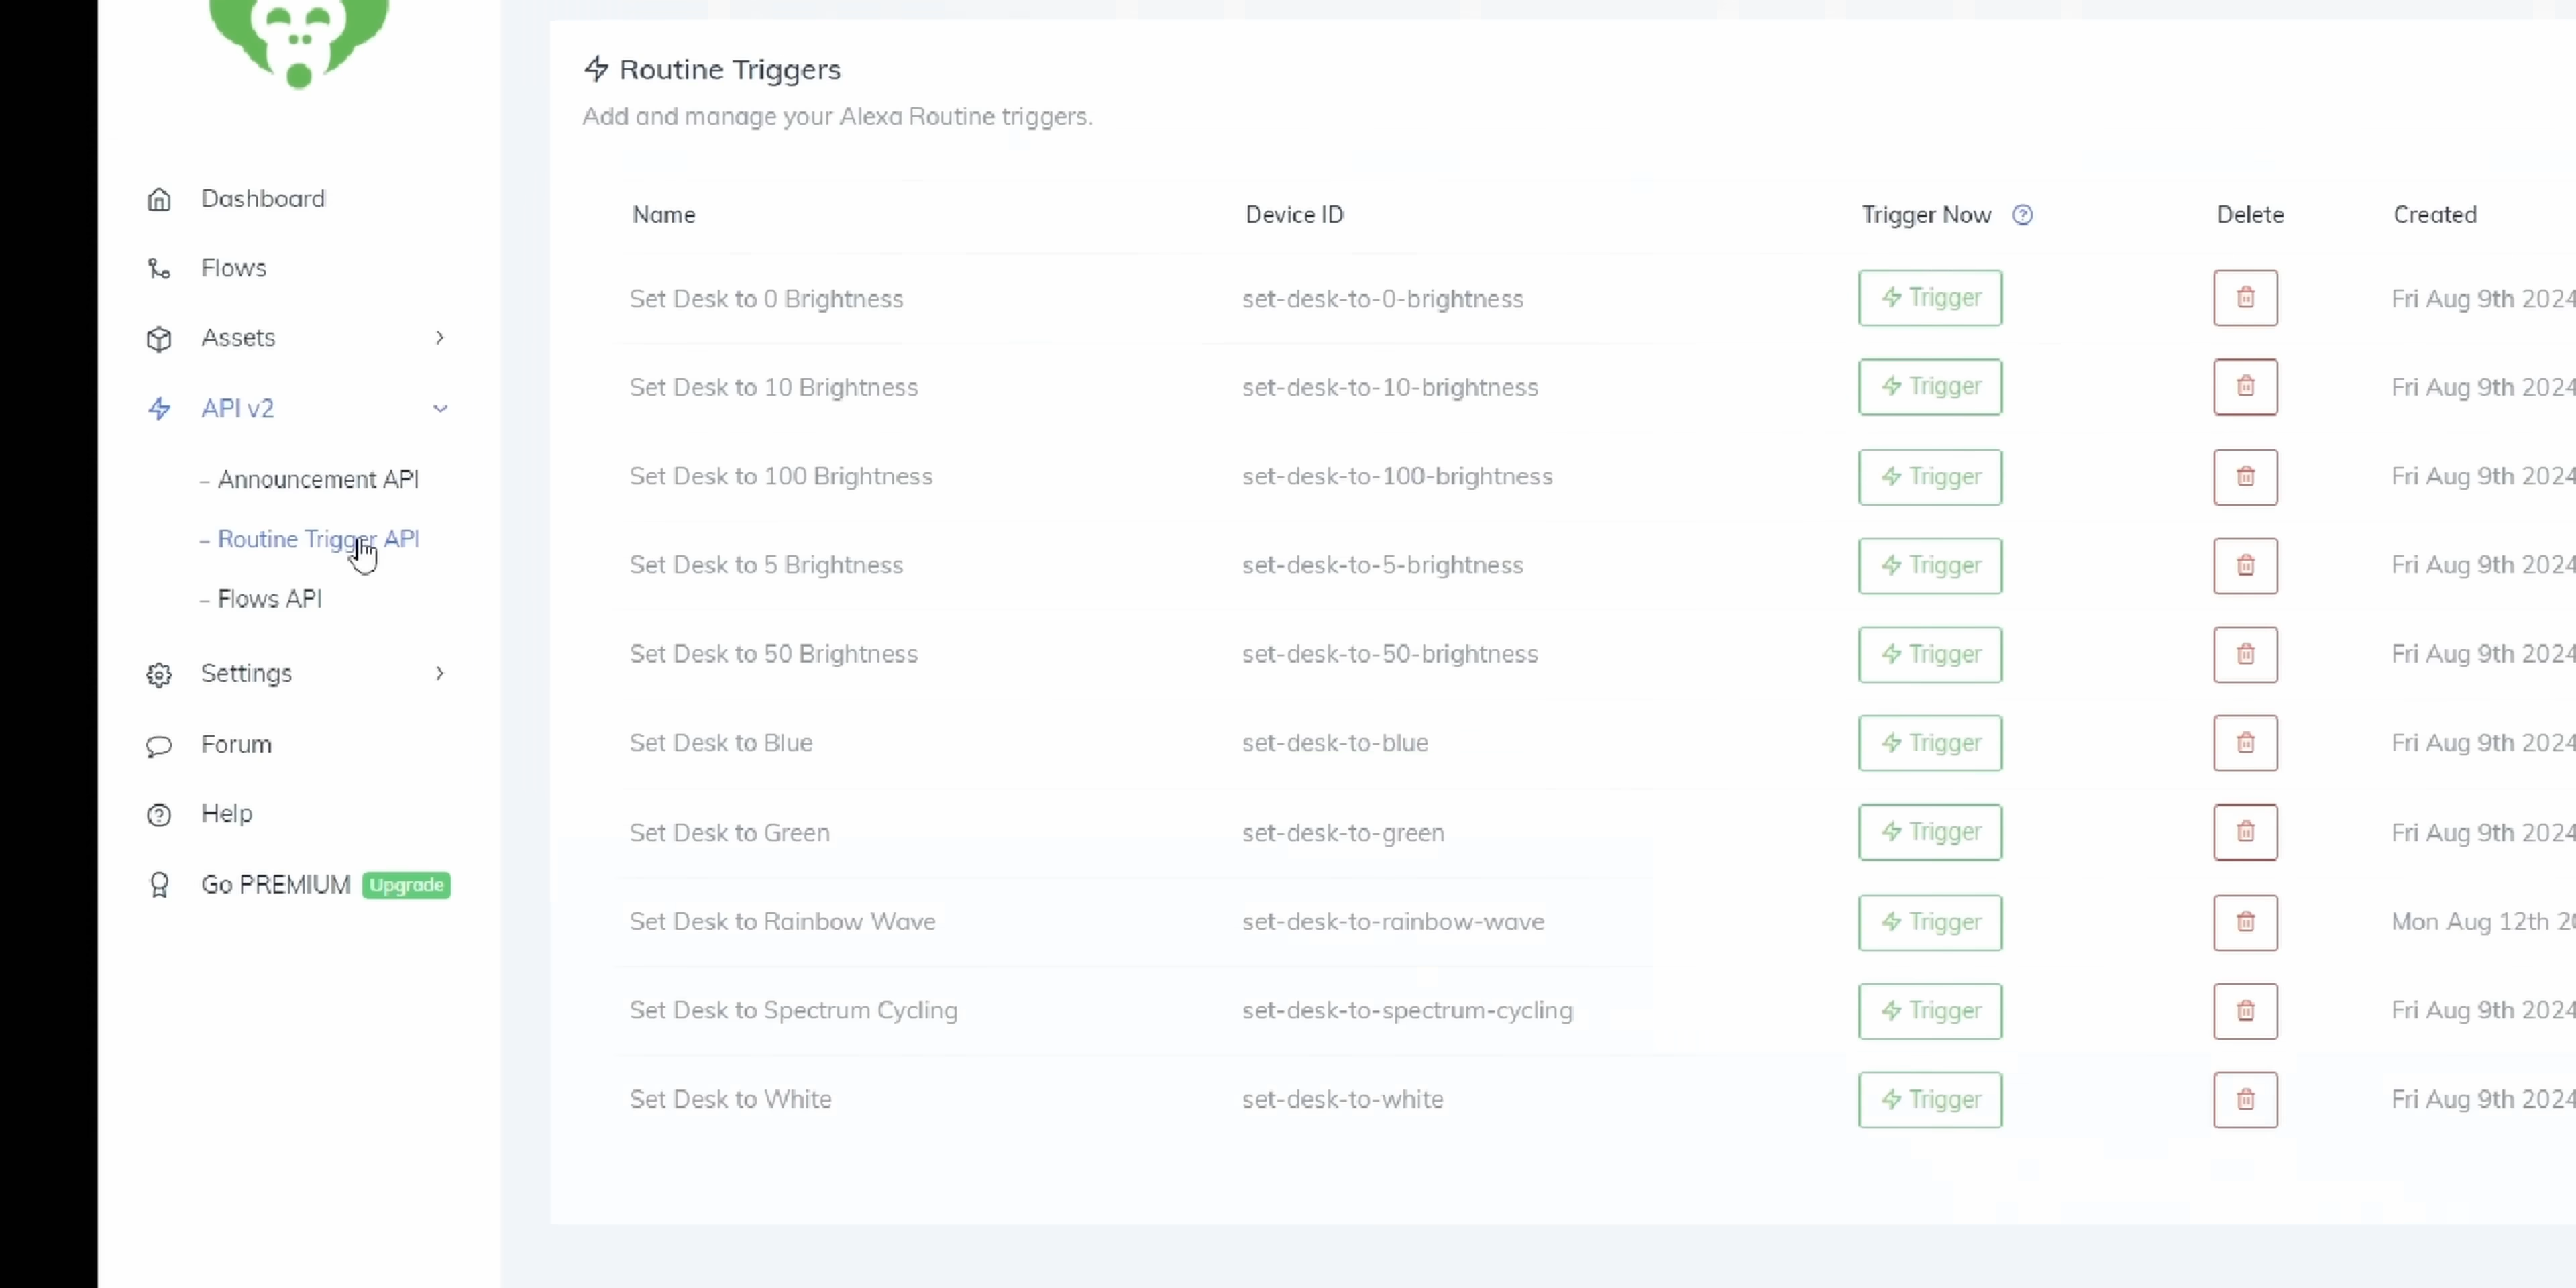 Routine Triggers
Add and manage your Alexa Routine triggers.
Dashboard
Flows
Assets
API v2
– Announcement API
– Routine Trigger API
– Flows API
Settings
Forum
Help
Go PREMIUM Upgrade
Name Device ID Trigger Now Delete Created
Set Desk to 0 Brightness set-desk-to-0-brightness Trigger Fri Aug 9th 2024
Set Desk to 10 Brightness set-desk-to-10-brightness Trigger Fri Aug 9th 2024
Set Desk to 100 Brightness set-desk-to-100-brightness Trigger Fri Aug 9th 2024
Set Desk to 5 Brightness set-desk-to-5-brightness Trigger Fri Aug 9th 2024
Set Desk to 50 Brightness set-desk-to-50-brightness Trigger Fri Aug 9th 2024
Set Desk to Blue set-desk-to-blue Trigger Fri Aug 9th 2024
Set Desk to Green set-desk-to-green Trigger Fri Aug 9th 2024
Set Desk to Rainbow Wave set-desk-to-rainbow-wave Trigger Mon Aug 12th
Set Desk to Spectrum Cycling set-desk-to-spectrum-cycling Trigger Fri Aug 9th 2024
Set Desk to White set-desk-to-white Trigger Fri Aug 9th 2024